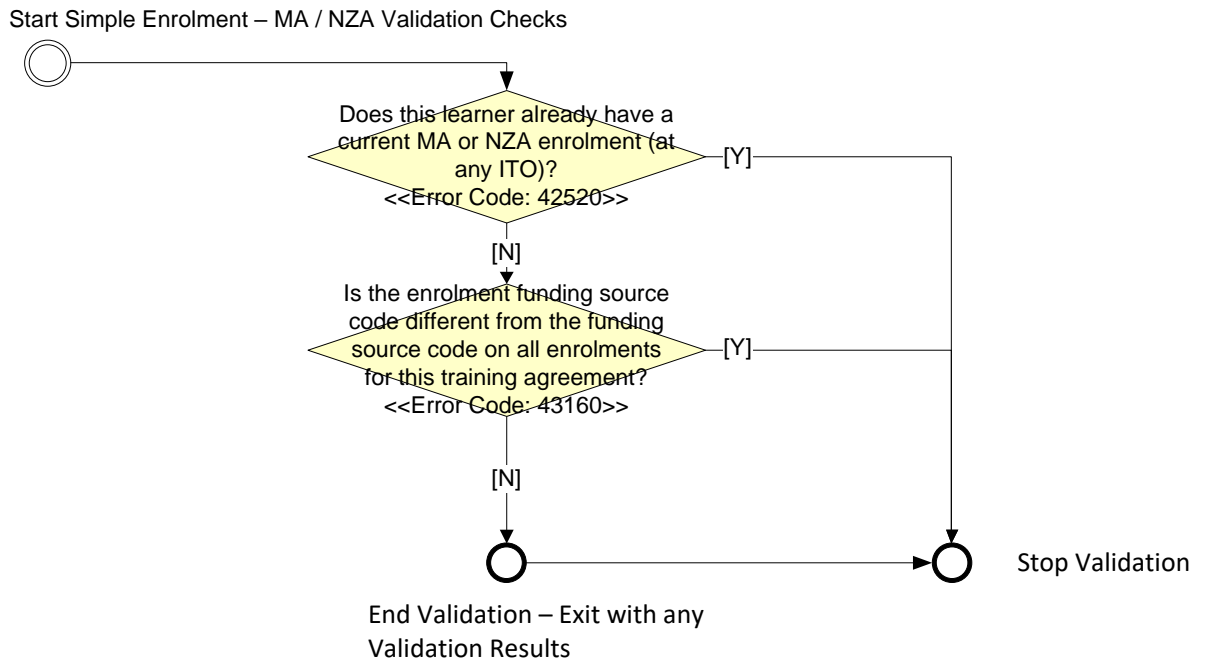 Start Simple Enrolment – MA / NZA Validation Checks
Does this learner already have a
current MA or NZA enrolment (at
any ITO)?
<<Error Code: 42520>>
[Y]
[N]
Is the enrolment funding source
code different from the funding
source code on all enrolments
for this training agreement?
<<Error Code: 43160>>
[Y]
[N]
Stop Validation
End Validation – Exit with any
Validation Results